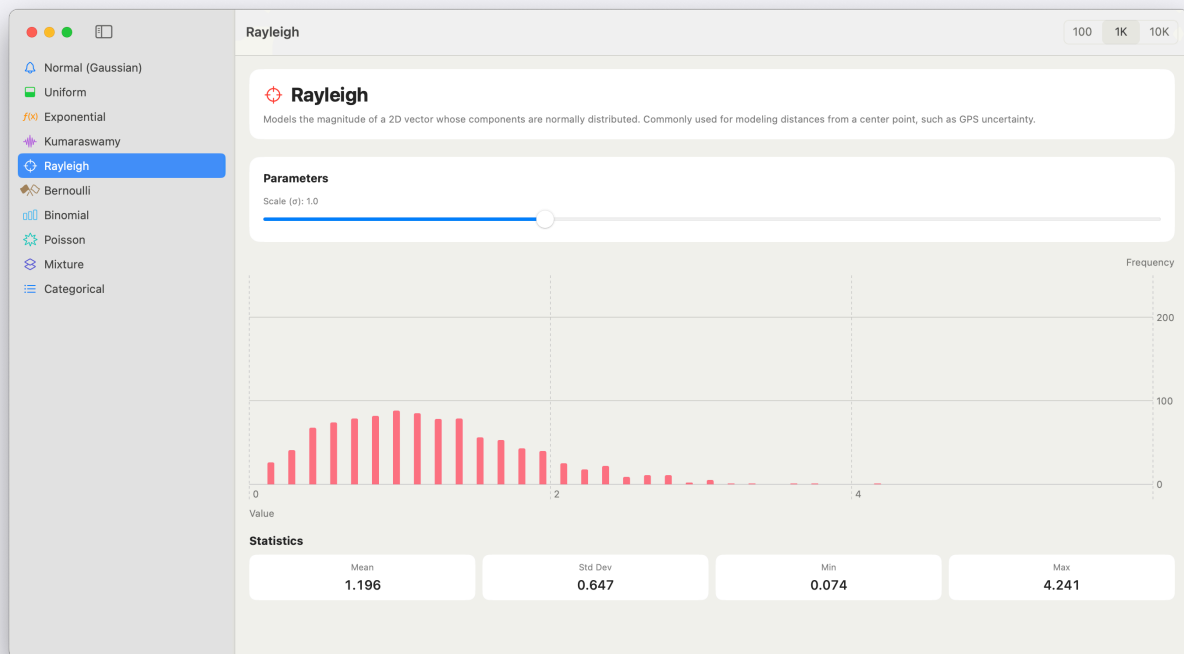 Rayleigh
100 1K 10K
Normal (Gaussian)
Uniform
f(x) Exponential
Kumaraswamy
Rayleigh
Bernoulli
Binomial
Poisson
Mixture
Categorical
Rayleigh
Models the magnitude of a 2D vector whose components are normally distributed. Commonly used for modeling distances from a center point, such as GPS uncertainty.
Parameters
Scale (σ): 1.0
Frequency
200
100
0
0 2 4
Value
Statistics
Mean Std Dev Min Max
1.196 0.647 0.074 4.241